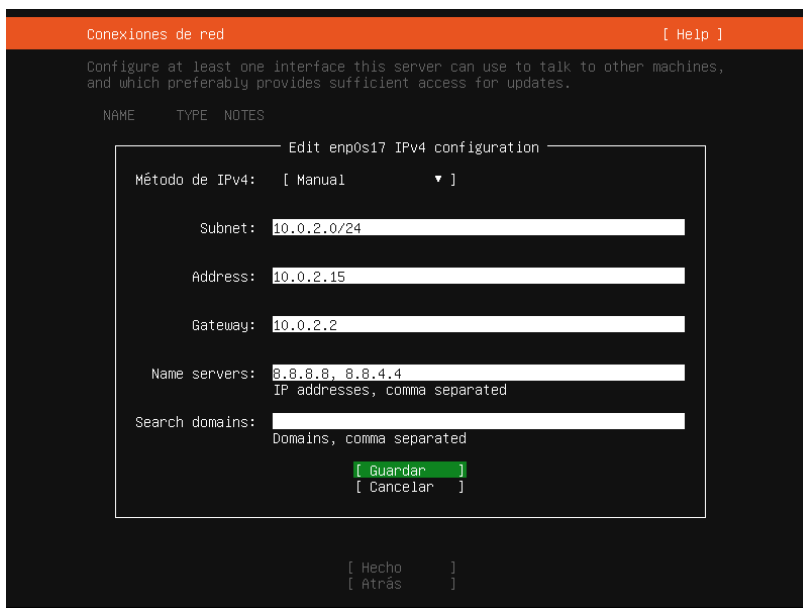 Conexiones de red [ Help ]
Configure at least one interface this server can use to talk to other machines,
and which preferably provides sufficient access for updates.
NAME TYPE NOTES
Edit enp0s17 IPv4 configuration
Método de IPv4: [ Manual ▾ ]
Subnet: 10.0.2.0/24
Address: 10.0.2.15
Gateway: 10.0.2.2
Name servers: 8.8.8.8, 8.8.4.4
IP addresses, comma separated
Search domains:
Domains, comma separated
[ Guardar ]
[ Cancelar ]
[ Hecho ]
[ Atrás ]